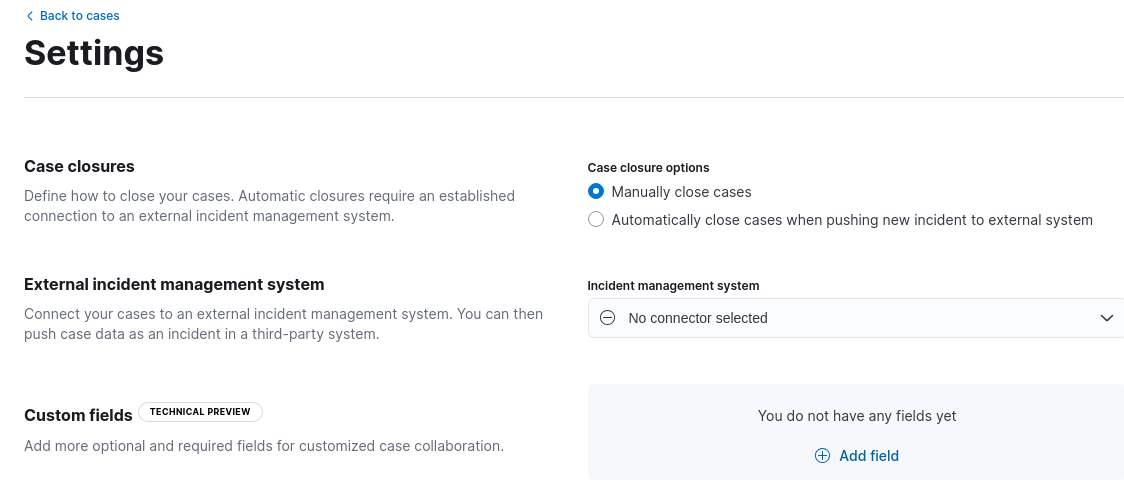 Back to cases
Settings
Case closures
Define how to close your cases. Automatic closures require an established
connection to an external incident management system.
Case closure options
Manually close cases
Automatically close cases when pushing new incident to external system
External incident management system
Connect your cases to an external incident management system. You can then
push case data as an incident in a third-party system.
Incident management system
No connector selected
Custom fields TECHNICAL PREVIEW
Add more optional and required fields for customized case collaboration.
You do not have any fields yet
Add field